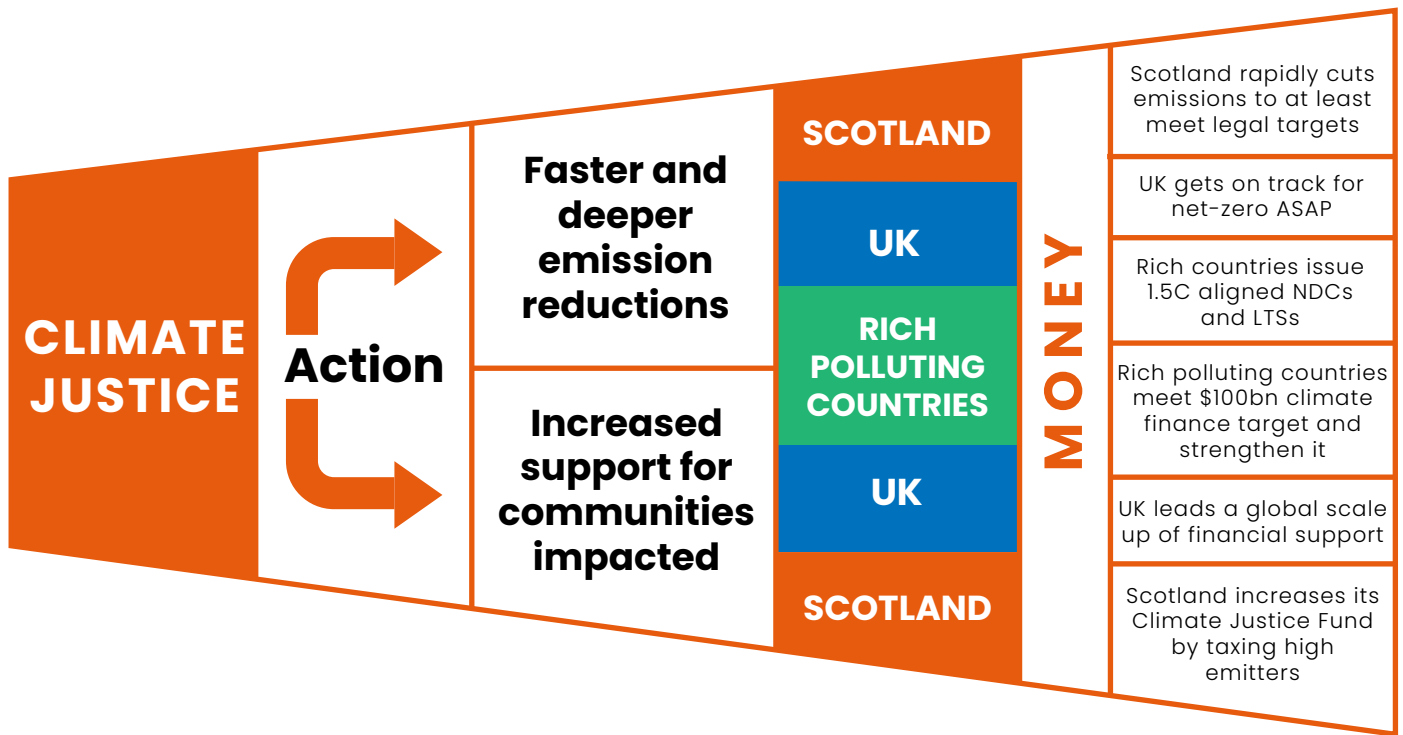 CLIMATE
JUSTICE
Action
Faster and
deeper
emission
reductions
Increased
support for
communities
impacted
SCOTLAND
UK
RICH
POLLUTING
COUNTRIES
UK
SCOTLAND
MONEY
Scotland rapidly cuts
emissions to at least
meet legal targets
UK gets on track for
net-zero ASAP
Rich countries issue
1.5C aligned NDCs
and LTSs
Rich polluting countries
meet $100bn climate
finance target and
strengthen it
UK leads a global scale
up of financial support
Scotland increases its
Climate Justice Fund
by taxing high
emitters